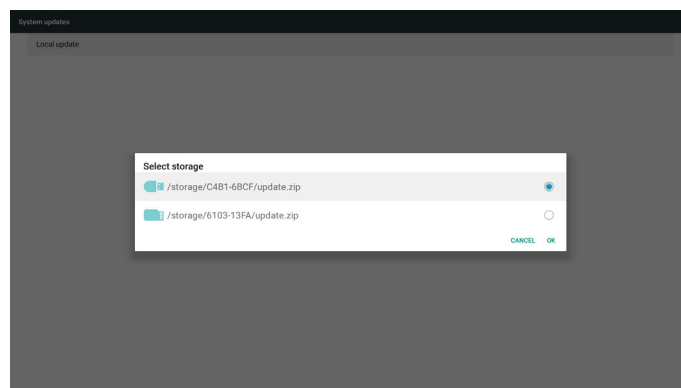 System updates
Local update
Select storage
/storage/C4B1-6BCF/update.zip
/storage/6103-13FA/update.zip
CANCEL OK